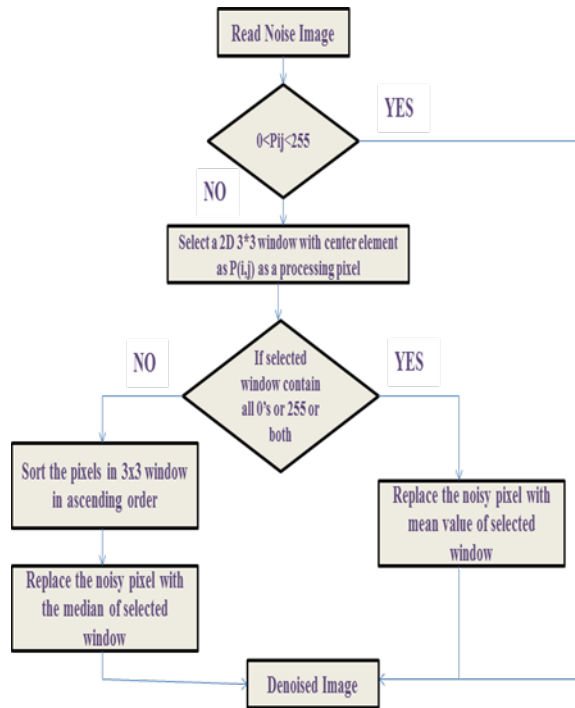 Read Noise Image
YES
0<Pij<255
NO
Select a 2D 3*3 window with center element
as P(i,j) as a processing pixel
NO
If selected
window contain
all 0's or 255 or
both
YES
Sort the pixels in 3x3 window
in ascending order
Replace the noisy pixel with
mean value of selected
window
Replace the noisy pixel with
the median of selected
window
Denoised Image